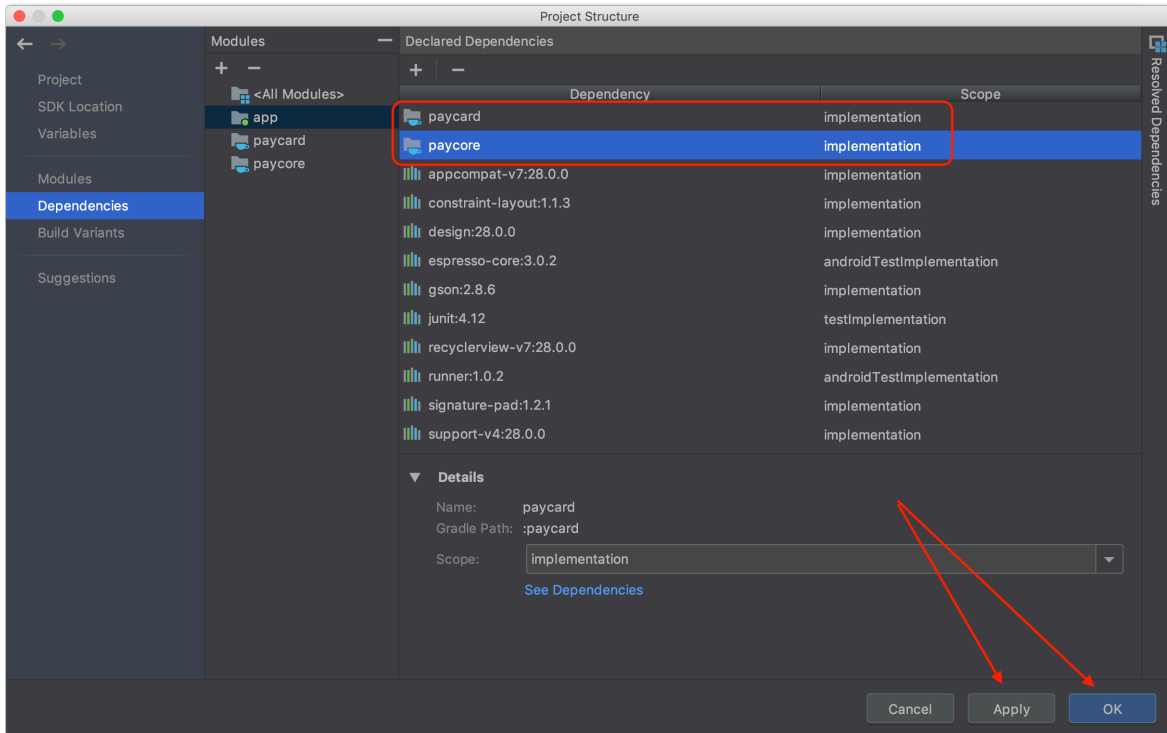 Project Structure
Project
SDK Location
Variables
Modules
Dependencies
Build Variants
Suggestions
Modules
<All Modules>
app
paycard
paycore
Declared Dependencies
Dependency Scope
paycard implementation
paycore implementation
appcompat-v7:28.0.0 implementation
constraint-layout:1.1.3 implementation
design:28.0.0 implementation
espresso-core:3.0.2 androidTestImplementation
gson:2.8.6 implementation
junit:4.12 testImplementation
recyclerview-v7:28.0.0 implementation
runner:1.0.2 androidTestImplementation
signature-pad:1.2.1 implementation
support-v4:28.0.0 implementation
Details
Name: paycard
Gradle Path: :paycard
Scope: implementation
See Dependencies
Resolved Dependencies
Cancel Apply OK